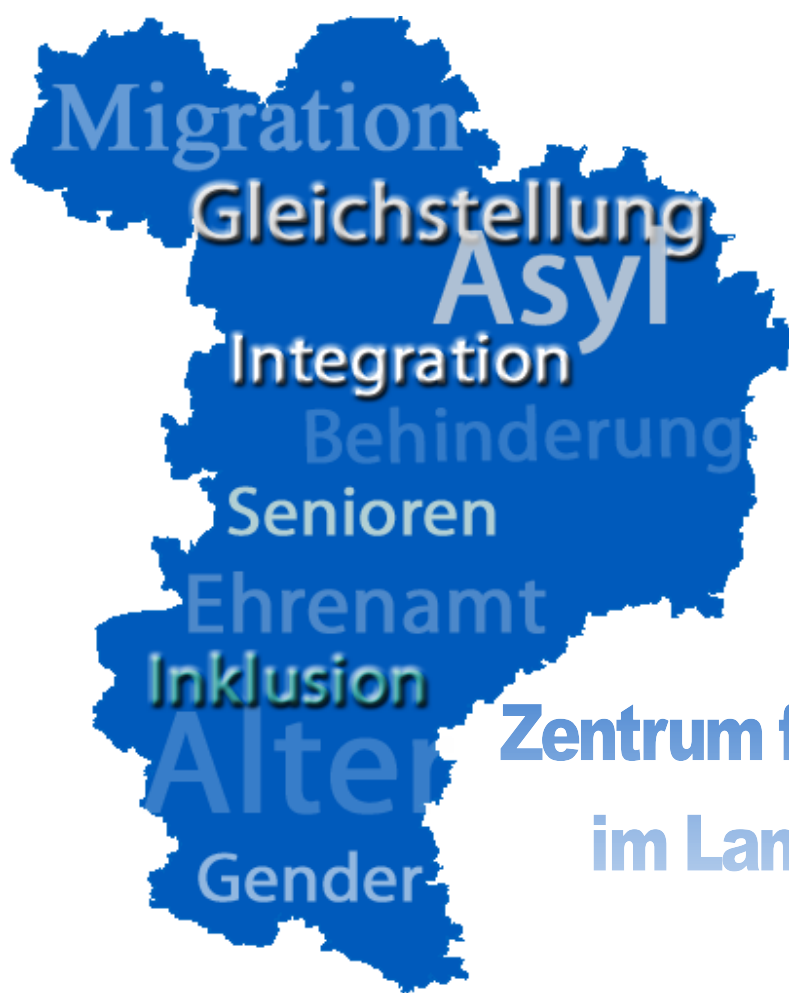 Migration
Gleichstellung
Asyl
Integration
Behinderung
Senioren
Ehrenamt
Inklusion
Alter
Zentrum f
im Lan
Gender